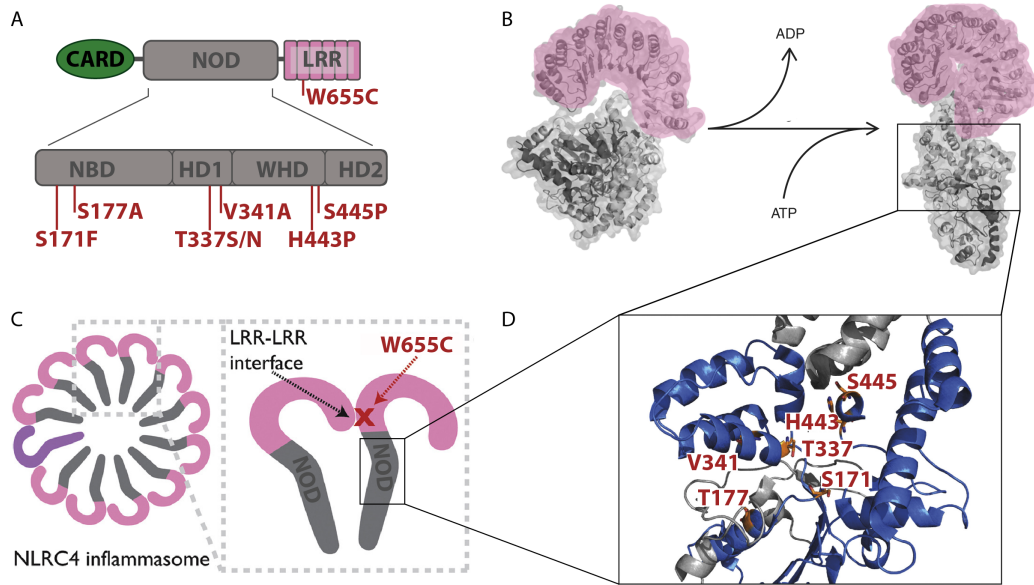 A
CARD
NOD
LRR
W655C
NBD
HD1
WHD
HD2
S177A
V341A
S445P
S171F
T337S/N
H443P
B
ADP
ATP
C
LRR-LRR
interface
W655C
X
NOD
NOD
NLRC4 inflammasome
D
S445
H443
T337
V341
S171
T177